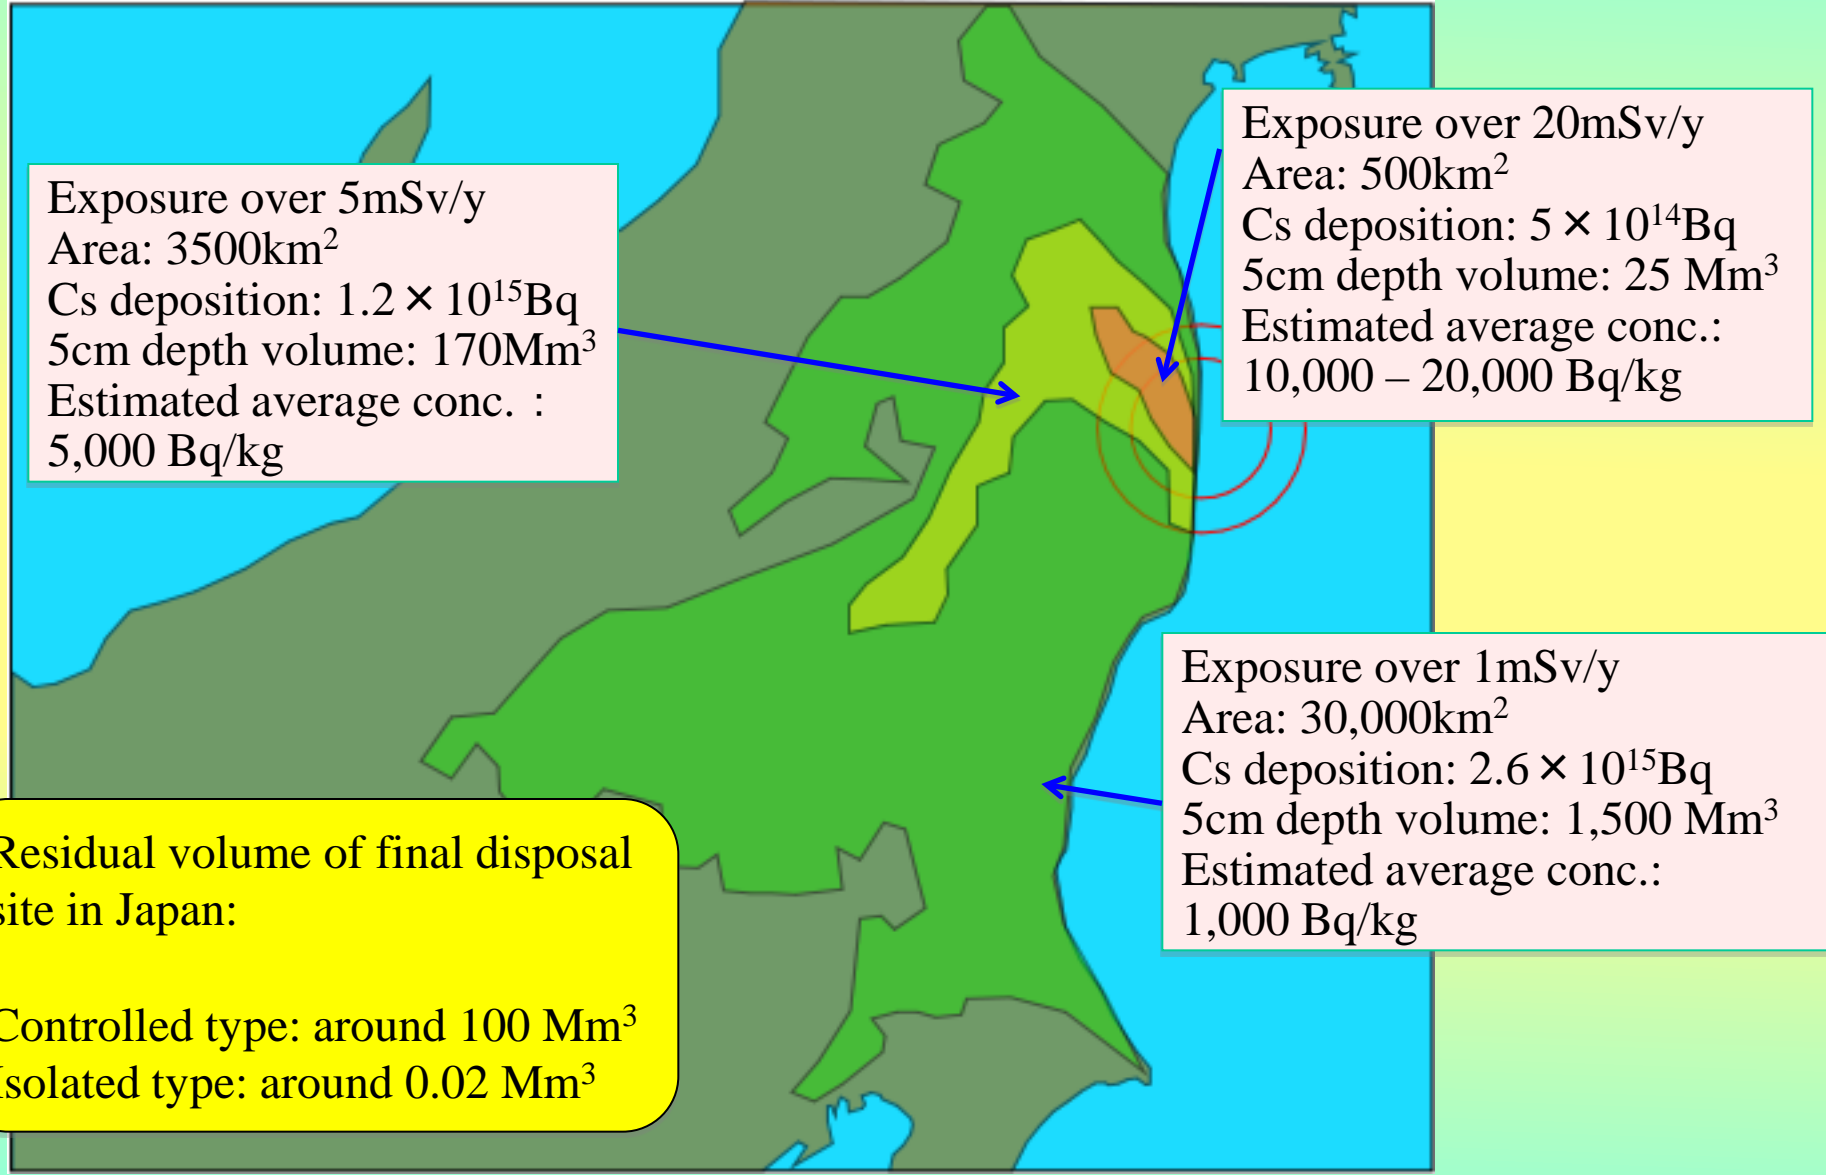 Exposure over 5mSv/y
Area: 3500km²
Cs deposition: 1.2 × 10¹⁵Bq
5cm depth volume: 170Mm³
Estimated average conc. :
5,000 Bq/kg
Exposure over 20mSv/y
Area: 500km²
Cs deposition: 5 × 10¹⁴Bq
5cm depth volume: 25 Mm³
Estimated average conc.:
10,000 – 20,000 Bq/kg
Exposure over 1mSv/y
Area: 30,000km²
Cs deposition: 2.6 × 10¹⁵Bq
5cm depth volume: 1,500 Mm³
Estimated average conc.:
1,000 Bq/kg
Residual volume of final disposal
site in Japan:
Controlled type: around 100 Mm³
Isolated type: around 0.02 Mm³